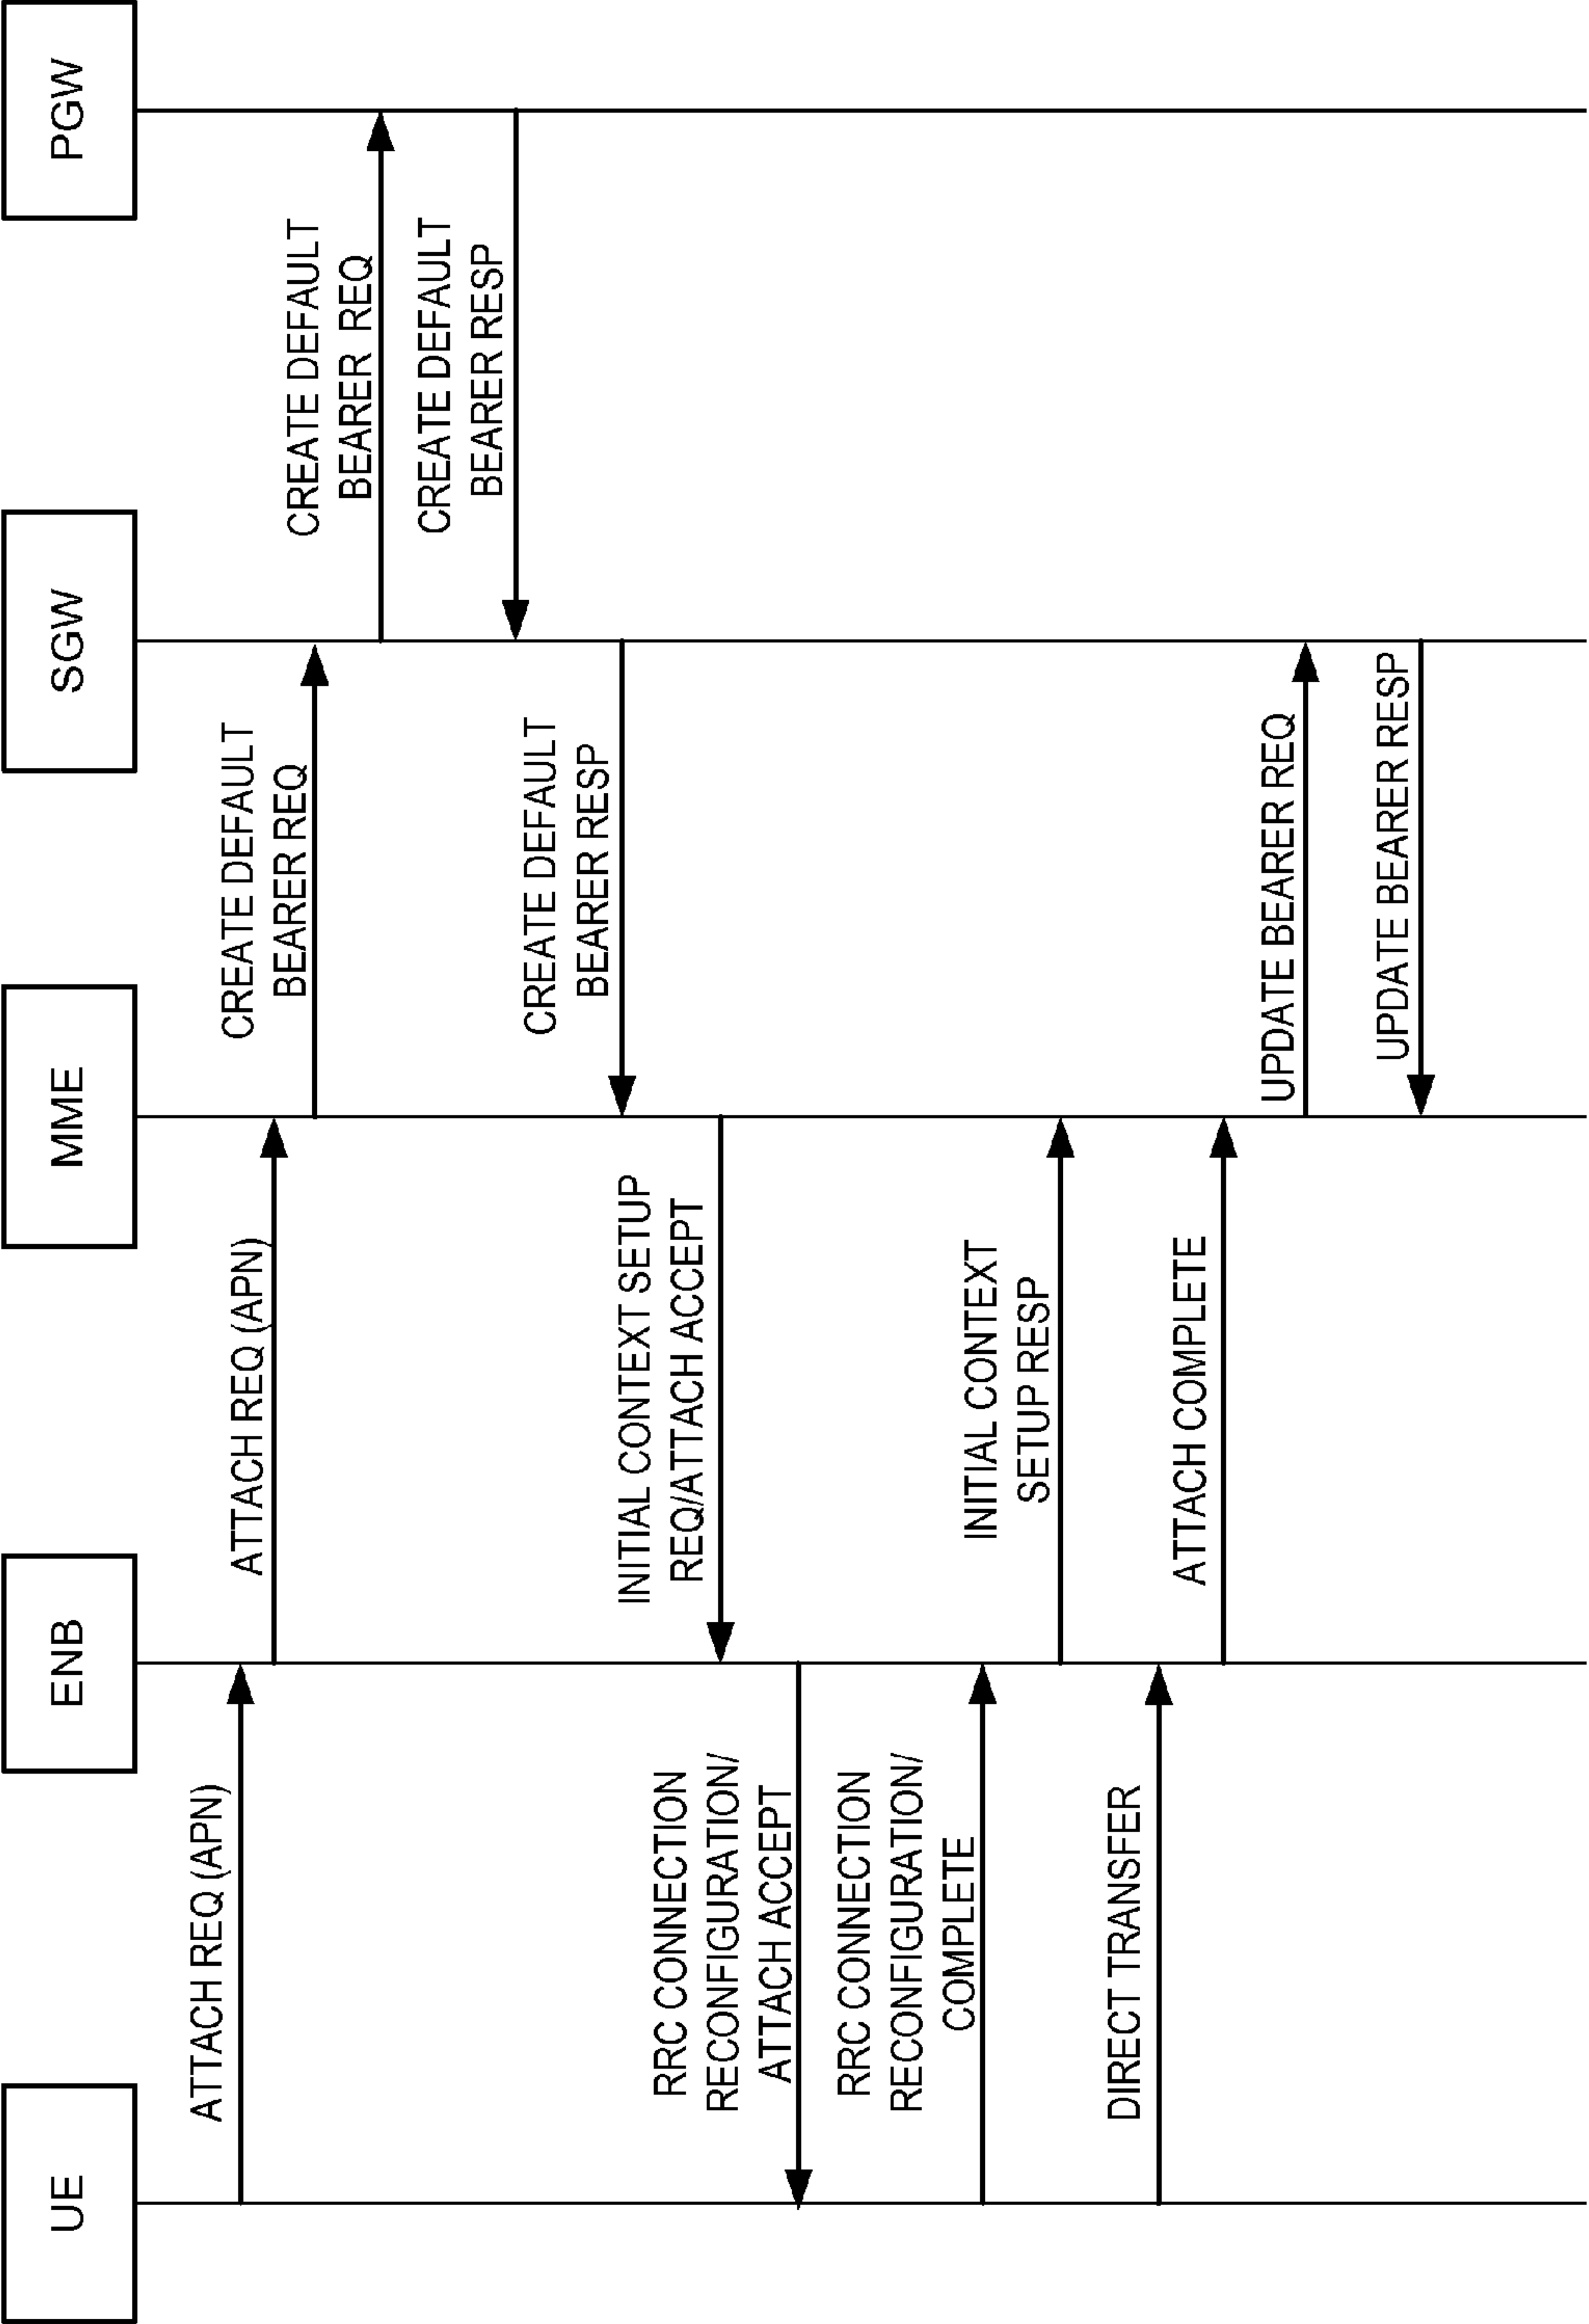 UE
ENB
MME
SGW
PGW
ATTACH REQ (APN)
ATTACH REQ (APN)
CREATE DEFAULT
BEARER REQ
CREATE DEFAULT
BEARER REQ
CREATE DEFAULT
BEARER RESP
CREATE DEFAULT
BEARER RESP
INITIAL CONTEXT SETUP
REQ/ATTACH ACCEPT
RRC CONNECTION
RECONFIGURATION/
ATTACH ACCEPT
RRC CONNECTION
RECONFIGURATION/
COMPLETE
INITIAL CONTEXT
SETUP RESP
DIRECT TRANSFER
ATTACH COMPLETE
UPDATE BEARER REQ
UPDATE BEARER RESP